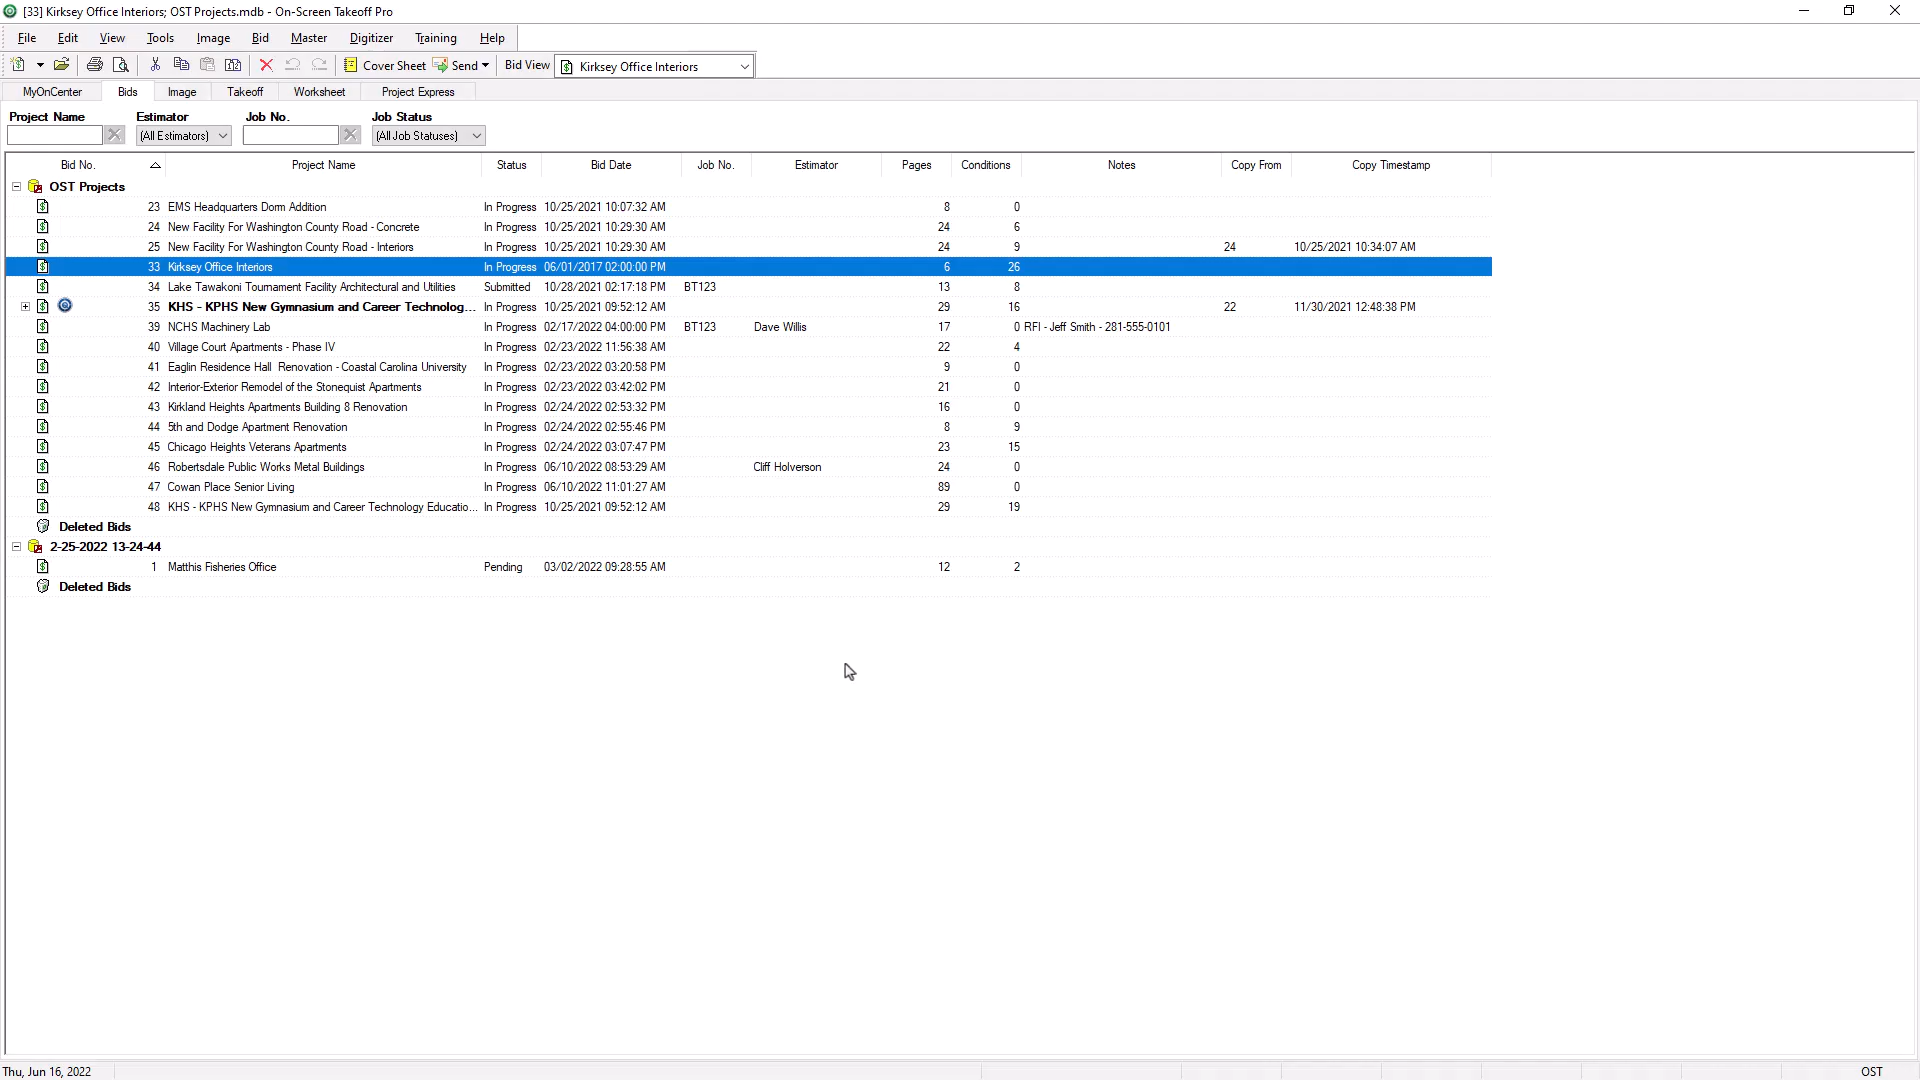 [33] Kirksey Office Interiors; OST Projects.mdb - On-Screen Takeoff Pro
File Edit View Tools Image Bid Master Digitizer Training Help
Cover Sheet Send Bid View Kirksey Office Interiors
MyOnCenter Bids Image Takeoff Worksheet Project Express
Project Name Estimator Job No. Job Status
(All Estimators) (All Job Statuses)
Bid No. Project Name Status Bid Date Job No. Estimator Pages Conditions Notes Copy From Copy Timestamp
OST Projects
23 EMS Headquarters Dorm Addition In Progress 10/25/2021 10:07:32 AM 8 0
24 New Facility For Washington County Road - Concrete In Progress 10/25/2021 10:29:30 AM 24 6
25 New Facility For Washington County Road - Interiors In Progress 10/25/2021 10:29:30 AM 24 9 24 10/25/2021 10:34:07 AM
33 Kirksey Office Interiors In Progress 06/01/2017 02:00:00 PM 6 26
34 Lake Tawakoni Tournament Facility Architectural and Utilities Submitted 10/28/2021 02:17:18 PM BT123 13 8
35 KHS - KPHS New Gymnasium and Career Technolog... In Progress 10/25/2021 09:52:12 AM 29 16 22 11/30/2021 12:48:38 PM
39 NCHS Machinery Lab In Progress 02/17/2022 04:00:00 PM BT123 Dave Willis 17 0 RFI - Jeff Smith - 281-555-0101
40 Village Court Apartments - Phase IV In Progress 02/23/2022 11:56:38 AM 22 4
41 Eaglin Residence Hall Renovation - Coastal Carolina University In Progress 02/23/2022 03:20:58 PM 9 0
42 Interior-Exterior Remodel of the Stonequist Apartments In Progress 02/23/2022 03:42:02 PM 21 0
43 Kirkland Heights Apartments Building 8 Renovation In Progress 02/24/2022 02:53:32 PM 16 0
44 5th and Dodge Apartment Renovation In Progress 02/24/2022 02:55:46 PM 8 9
45 Chicago Heights Veterans Apartments In Progress 02/24/2022 03:07:47 PM 23 15
46 Robertsdale Public Works Metal Buildings In Progress 06/10/2022 08:53:29 AM Cliff Holverson 24 0
47 Cowan Place Senior Living In Progress 06/10/2022 11:01:27 AM 89 0
48 KHS - KPHS New Gymnasium and Career Technology Educatio... In Progress 10/25/2021 09:52:12 AM 29 19
Deleted Bids
2-25-2022 13-24-44
1 Matthis Fisheries Office Pending 03/02/2022 09:28:55 AM 12 2
Deleted Bids
Thu, Jun 16, 2022 OST